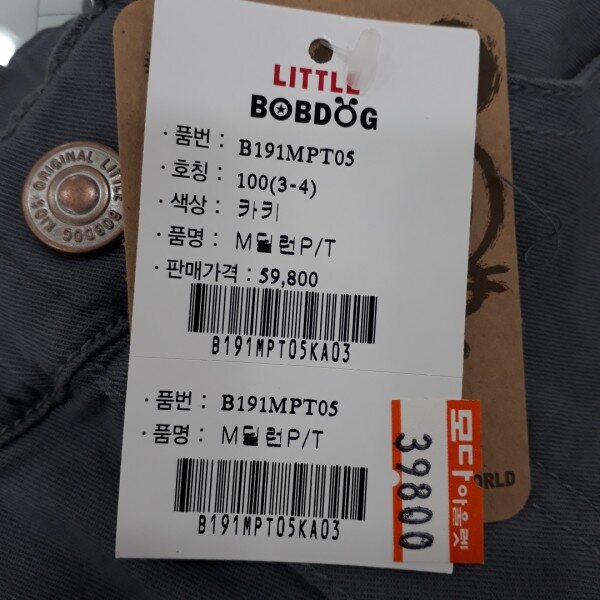 LITTLE
BOBDOG
· 품번 : B191MPT05
· 호칭 : 100(3-4)
· 색상 : 카키
· 품명 : M딜런P/T
· 판매가격 : 59,800
B191MPT05KA03
· 품번 : B191MPT05
· 품명 : M딜런P/T
B191MPT05KA03
모다아울렛
39800
ORIGINAL LITTLE BOBDOG KIDS
ORLD